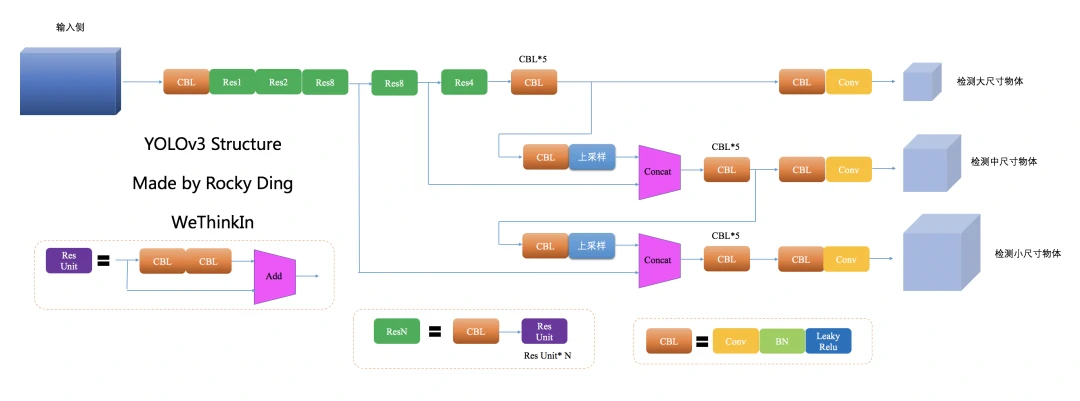 输入侧
CBL*5
CBL
Res1
Res2
Res8
Res8
Res4
CBL
CBL
Conv
检测大尺寸物体
YOLOv3 Structure
Made by Rocky Ding
WeThinkIn
CBL*5
CBL
上采样
Concat
CBL
CBL
Conv
检测中尺寸物体
CBL*5
CBL
上采样
Concat
CBL
CBL
Conv
检测小尺寸物体
Res
Unit
=
CBL
CBL
Add
ResN
=
CBL
Res
Unit
Res Unit* N
CBL
=
Conv
BN
Leaky
Relu